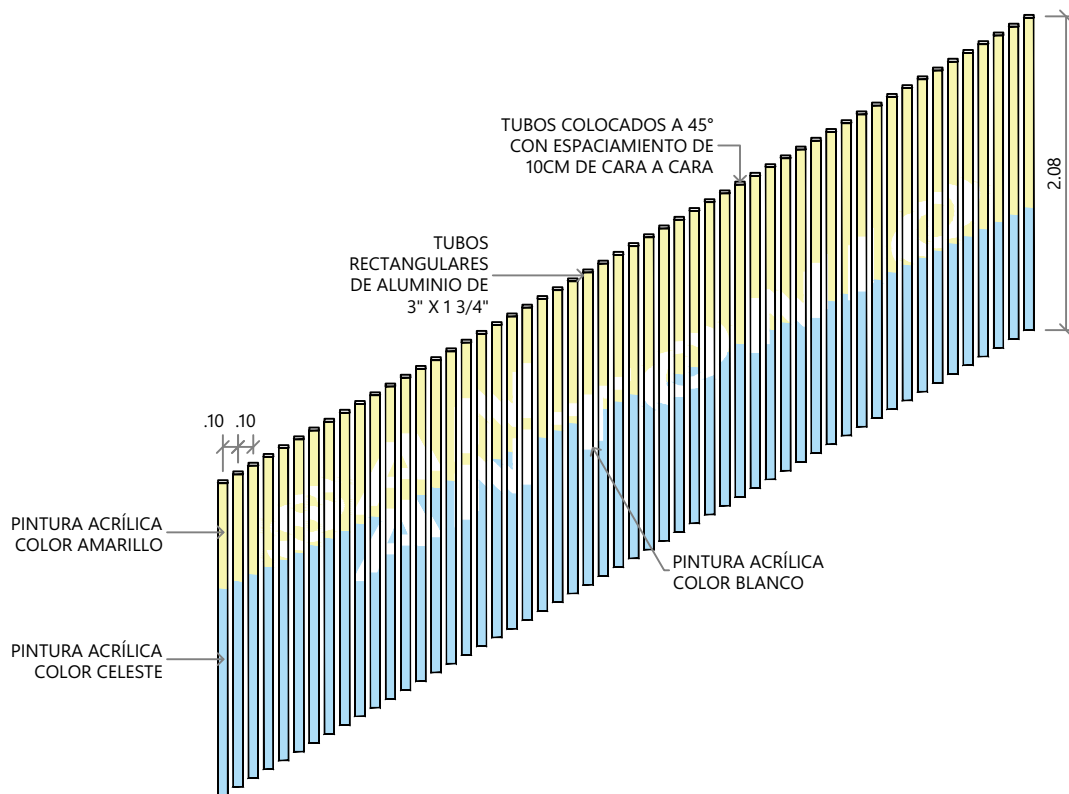 TUBOS COLOCADOS A 45°
CON ESPACIAMIENTO DE
10CM DE CARA A CARA
2.08
TUBOS
RECTANGULARES
DE ALUMINIO DE
3" X 1 3/4"
.10
.10
PINTURA ACRÍLICA
COLOR AMARILLO
PINTURA ACRÍLICA
COLOR BLANCO
PINTURA ACRÍLICA
COLOR CELESTE